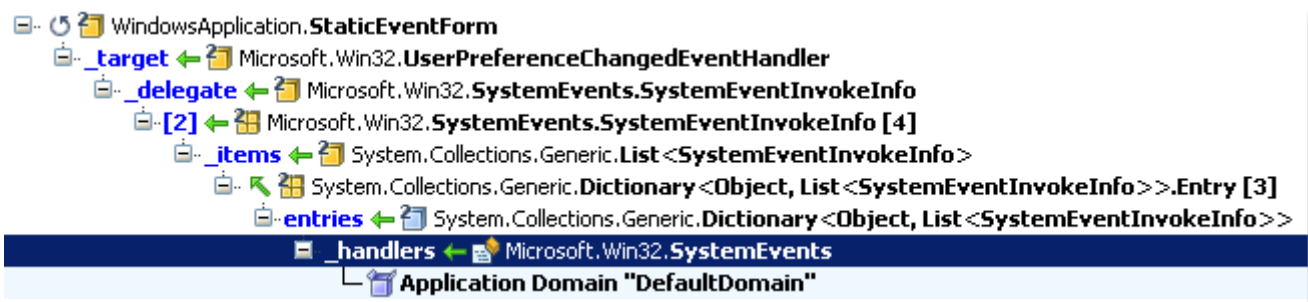 WindowsApplication.StaticEventForm
_target Microsoft.Win32.UserPreferenceChangedEventHandler
_delegate Microsoft.Win32.SystemEvents.SystemEventInvokeInfo
[2] Microsoft.Win32.SystemEvents.SystemEventInvokeInfo [4]
_items System.Collections.Generic.List<SystemEventInvokeInfo>
System.Collections.Generic.Dictionary<Object, List<SystemEventInvokeInfo>>.Entry [3]
entries System.Collections.Generic.Dictionary<Object, List<SystemEventInvokeInfo>>
_handlers Microsoft.Win32.SystemEvents
Application Domain "DefaultDomain"